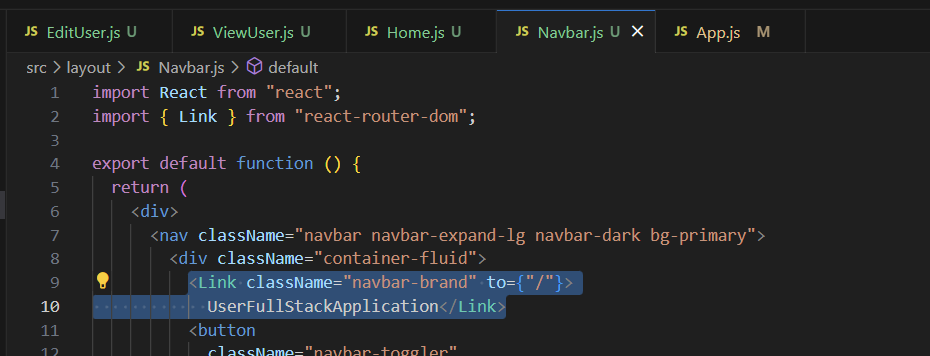 JS EditUser.js U JS ViewUser.js U JS Home.js U JS Navbar.js U × JS App.js M
src > layout > JS Navbar.js > default
1 import React from "react";
2 import { Link } from "react-router-dom";
3
4 export default function () {
5 return (
6 <div>
7 <nav className="navbar navbar-expand-lg navbar-dark bg-primary">
8 <div className="container-fluid">
9 <Link className="navbar-brand" to={"/"}>
10 UserFullStackApplication</Link>
11 <button
12 className="navbar-toggler"